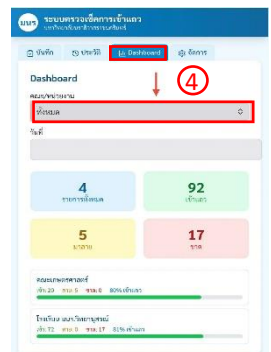 มนร ระบบตรวจเช็คการเข้าแถว
บันทึก ประวัติ Dashboard จัดการ
Dashboard
④
คณะ/หน่วยงาน
ทั้งหมด
วันที่
4
รายการทั้งหมด
92
เข้าแถว
5
มาสาย
17
ขาด
คณะเกษตรศาสตร์
เข้า: 20 สาย: 5 ขาด: 0 80% เข้าแถว
เข้า: 72 สาย: 0 ขาด: 17 81% เข้าแถว